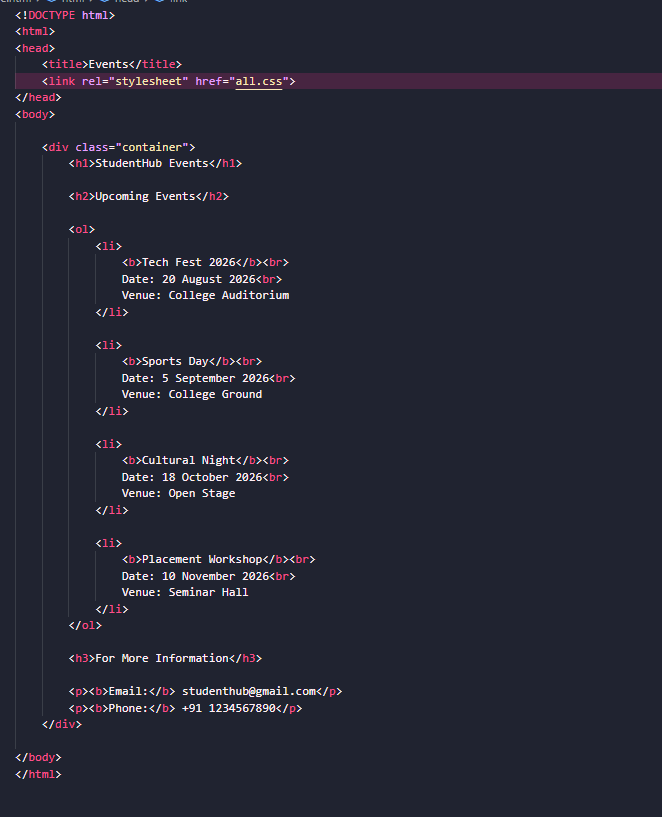 <!DOCTYPE html>
<html>
<head>
    <title>Events</title>
    <link rel="stylesheet" href="all.css">
</head>
<body>

    <div class="container">
        <h1>StudentHub Events</h1>

        <h2>Upcoming Events</h2>

        <ol>
            <li>
                <b>Tech Fest 2026</b><br>
                Date: 20 August 2026<br>
                Venue: College Auditorium
            </li>

            <li>
                <b>Sports Day</b><br>
                Date: 5 September 2026<br>
                Venue: College Ground
            </li>

            <li>
                <b>Cultural Night</b><br>
                Date: 18 October 2026<br>
                Venue: Open Stage
            </li>

            <li>
                <b>Placement Workshop</b><br>
                Date: 10 November 2026<br>
                Venue: Seminar Hall
            </li>
        </ol>

        <h3>For More Information</h3>

        <p><b>Email:</b> studenthub@gmail.com</p>
        <p><b>Phone:</b> +91 1234567890</p>
    </div>

</body>
</html>